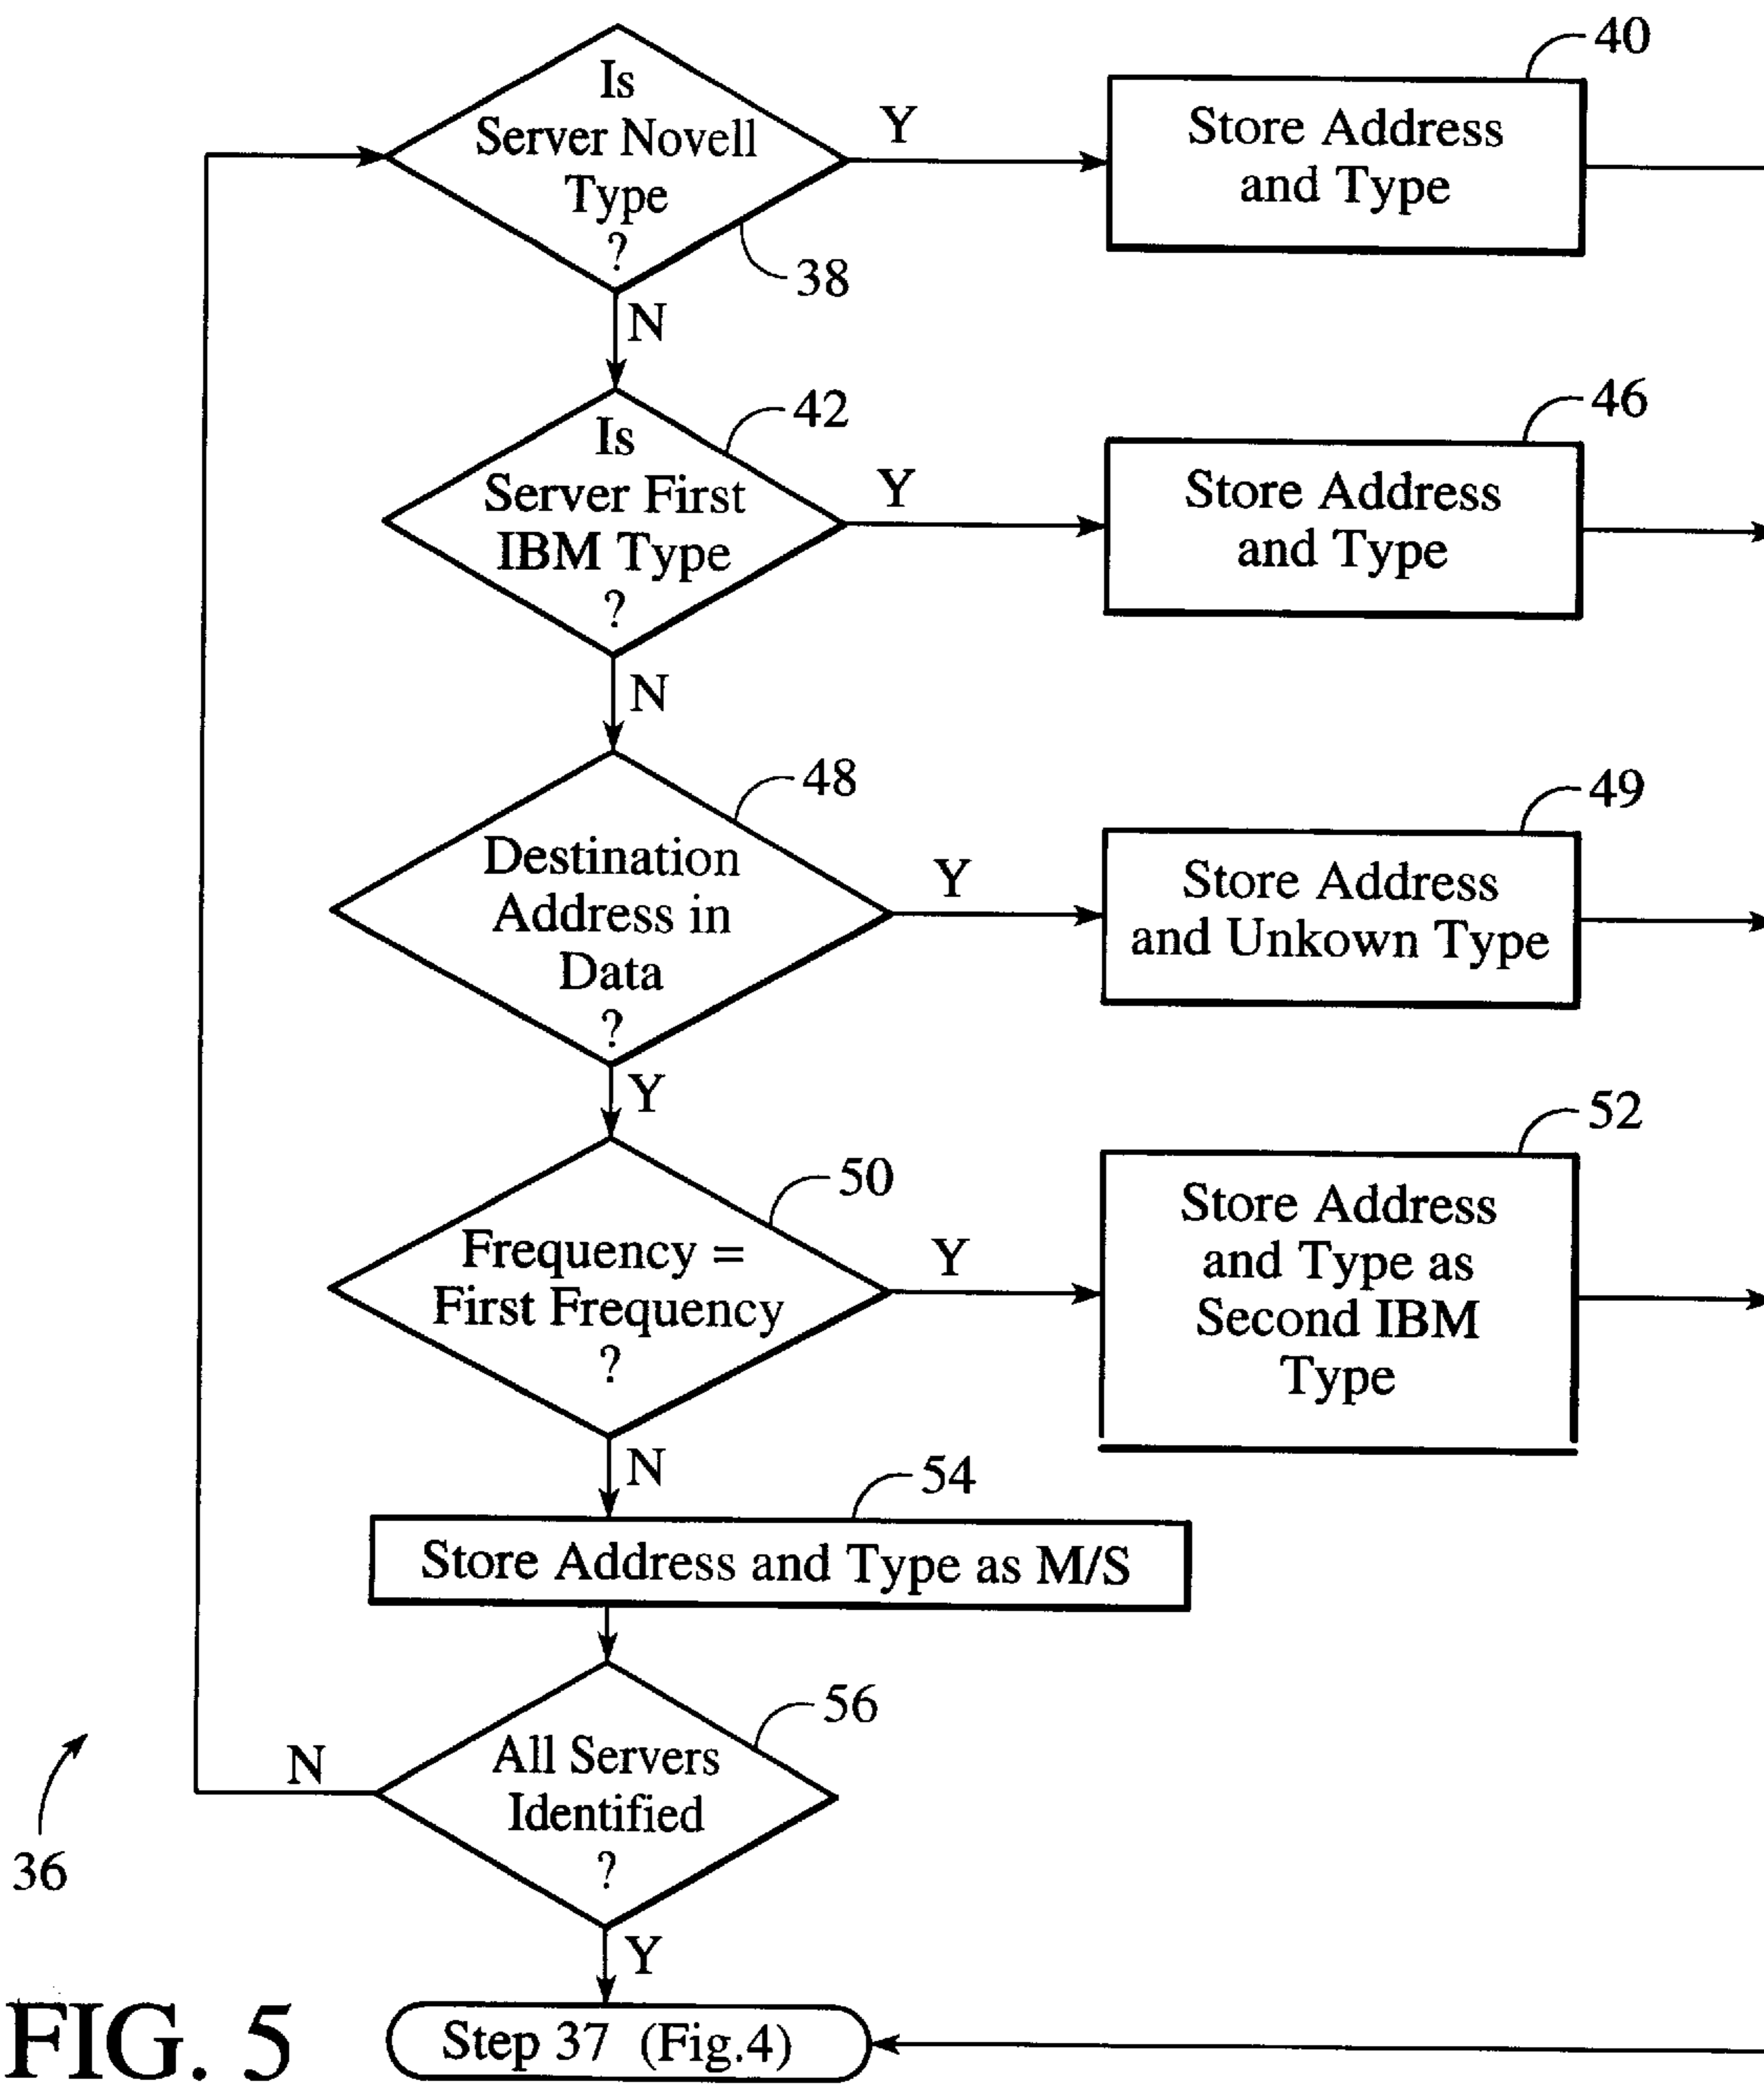 Is
Server Novell
Type
?
38
Y
Store Address
and Type
40
N
Is
Server First
IBM Type
?
42
Y
Store Address
and Type
46
N
Destination
Address in
Data
?
48
Y
Store Address
and Unkown Type
49
Y
Frequency =
First Frequency
?
50
Y
Store Address
and Type as
Second IBM
Type
52
N
Store Address and Type as M/S
54
All Servers
Identified
?
56
N
36
Y
Step 37 (Fig.4)
FIG. 5